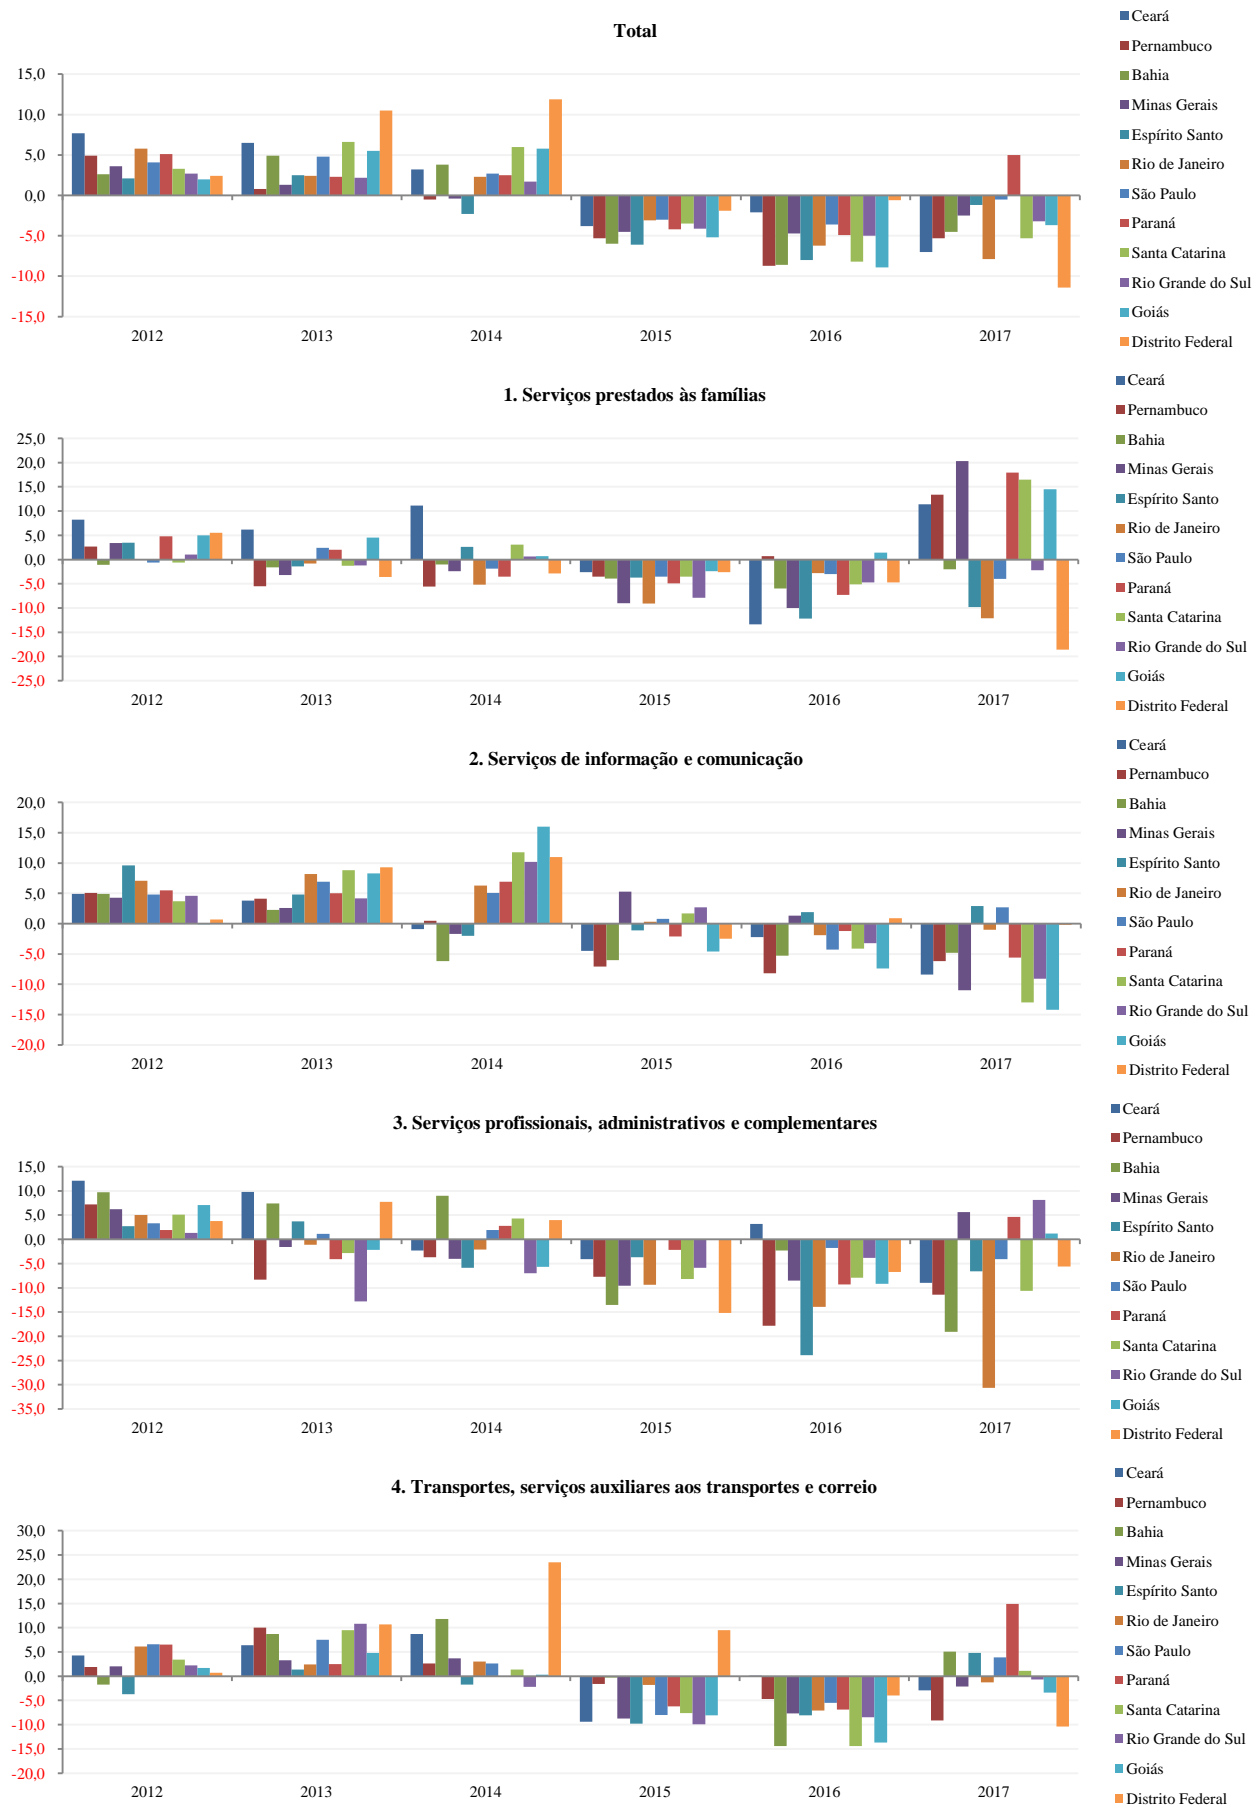 Total
15,0
10,0
5,0
0,0
-5,0
-10,0
-15,0
2012 2013 2014 2015 2016 2017
Ceará
Pernambuco
Bahia
Minas Gerais
Espírito Santo
Rio de Janeiro
São Paulo
Paraná
Santa Catarina
Rio Grande do Sul
Goiás
Distrito Federal
1. Serviços prestados às famílias
25,0
20,0
15,0
10,0
5,0
0,0
-5,0
-10,0
-15,0
-20,0
-25,0
2012 2013 2014 2015 2016 2017
Ceará
Pernambuco
Bahia
Minas Gerais
Espírito Santo
Rio de Janeiro
São Paulo
Paraná
Santa Catarina
Rio Grande do Sul
Goiás
Distrito Federal
2. Serviços de informação e comunicação
20,0
15,0
10,0
5,0
0,0
-5,0
-10,0
-15,0
-20,0
2012 2013 2014 2015 2016 2017
Ceará
Pernambuco
Bahia
Minas Gerais
Espírito Santo
Rio de Janeiro
São Paulo
Paraná
Santa Catarina
Rio Grande do Sul
Goiás
Distrito Federal
3. Serviços profissionais, administrativos e complementares
15,0
10,0
5,0
0,0
-5,0
-10,0
-15,0
-20,0
-25,0
-30,0
-35,0
2012 2013 2014 2015 2016 2017
Ceará
Pernambuco
Bahia
Minas Gerais
Espírito Santo
Rio de Janeiro
São Paulo
Paraná
Santa Catarina
Rio Grande do Sul
Goiás
Distrito Federal
4. Transportes, serviços auxiliares aos transportes e correio
30,0
25,0
20,0
15,0
10,0
5,0
0,0
-5,0
-10,0
-15,0
-20,0
2012 2013 2014 2015 2016 2017
Ceará
Pernambuco
Bahia
Minas Gerais
Espírito Santo
Rio de Janeiro
São Paulo
Paraná
Santa Catarina
Rio Grande do Sul
Goiás
Distrito Federal